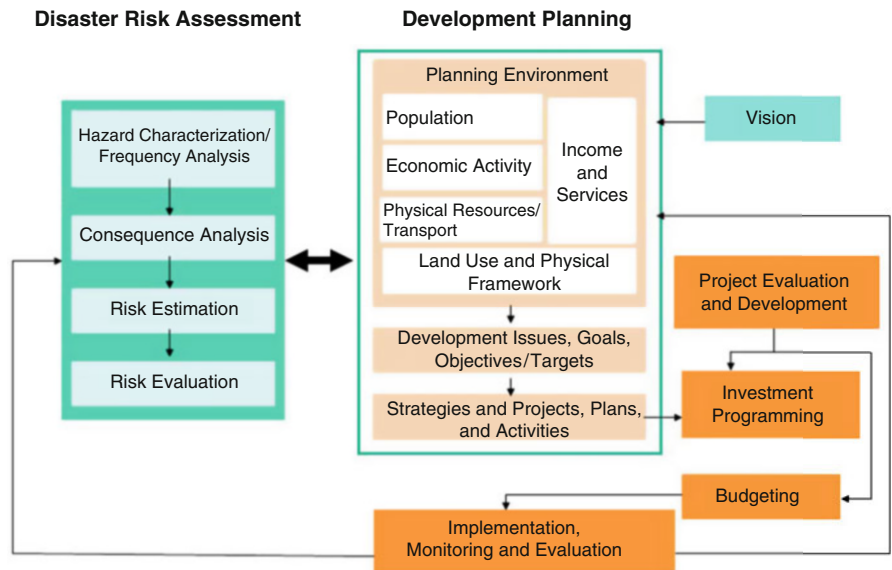 Disaster Risk Assessment
Development Planning
Hazard Characterization/
Frequency Analysis
Consequence Analysis
Risk Estimation
Risk Evaluation
Planning Environment
Population
Economic Activity
Physical Resources/
Transport
Income
and
Services
Land Use and Physical
Framework
Development Issues, Goals,
Objectives/Targets
Strategies and Projects, Plans,
and Activities
Vision
Project Evaluation
and Development
Investment
Programming
Budgeting
Implementation,
Monitoring and Evaluation